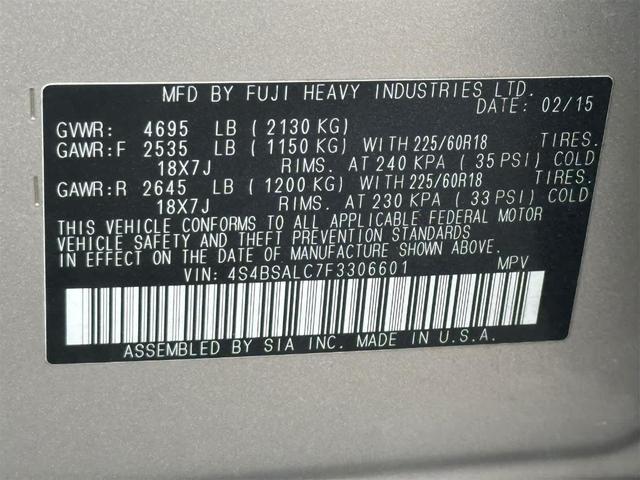 MFD BY FUJI HEAVY INDUSTRIES LTD.
DATE: 02/15
GVWR: 4695 LB ( 2130 KG)
GAWR:F 2535 LB ( 1150 KG) WITH 225/60R18 TIRES.
18X7J RIMS. AT 240 KPA ( 35 PSI) COLD
GAWR:R 2645 LB ( 1200 KG) WITH 225/60R18 TIRES.
18X7J RIMS. AT 230 KPA ( 33 PSI) COLD
THIS VEHICLE CONFORMS TO ALL APPLICABLE FEDERAL MOTOR
VEHICLE SAFETY AND THEFT PREVENTION STANDARDS
IN EFFECT ON THE DATE OF MANUFACTURE SHOWN ABOVE.
VIN: 4S4BSALC7F3306601 MPV
ASSEMBLED BY SIA INC. MADE IN U.S.A.